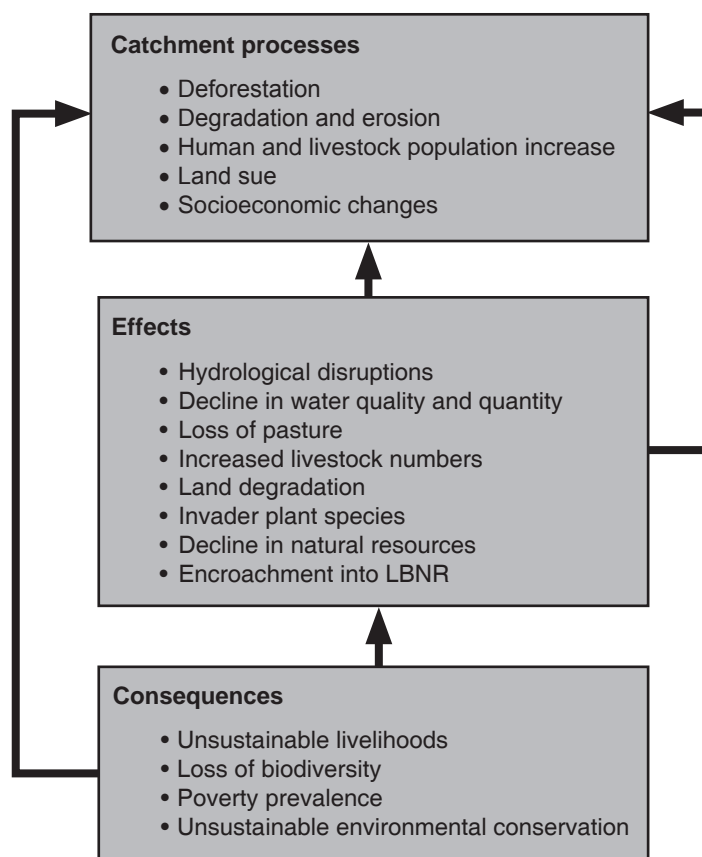 Catchment processes
• Deforestation
• Degradation and erosion
• Human and livestock population increase
• Land sue
• Socioeconomic changes
Effects
• Hydrological disruptions
• Decline in water quality and quantity
• Loss of pasture
• Increased livestock numbers
• Land degradation
• Invader plant species
• Decline in natural resources
• Encroachment into LBNR
Consequences
• Unsustainable livelihoods
• Loss of biodiversity
• Poverty prevalence
• Unsustainable environmental conservation